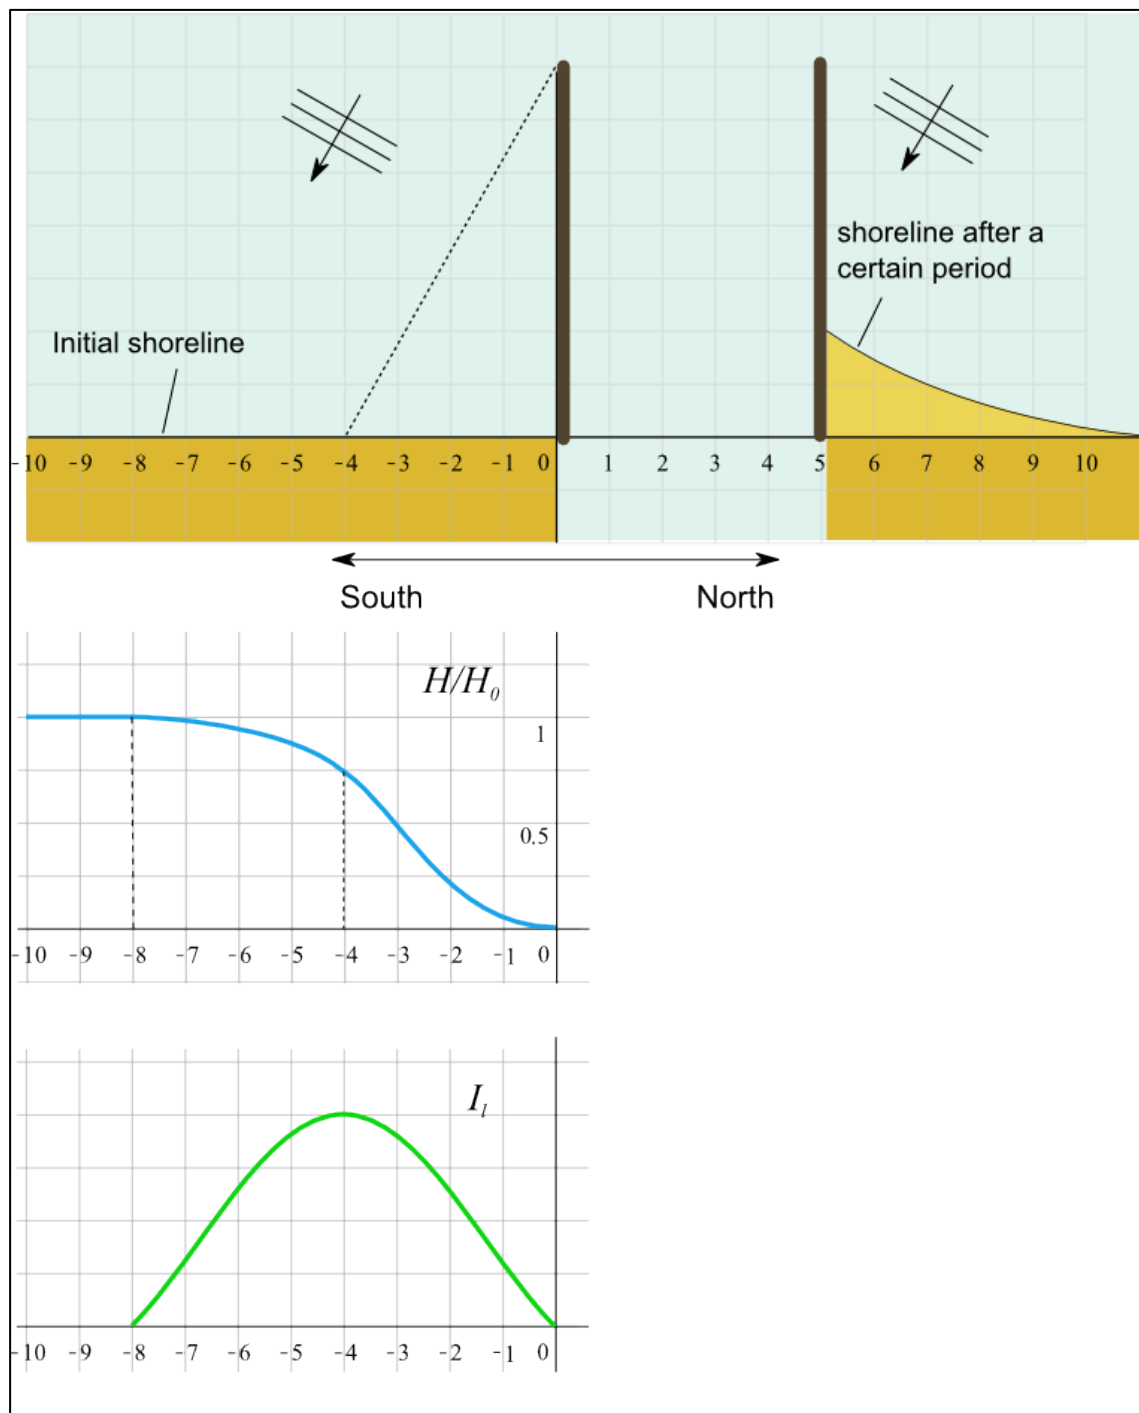 shoreline after a
certain period
Initial shoreline
-10 -9 -8 -7 -6 -5 -4 -3 -2 -1 0 1 2 3 4 5 6 7 8 9 10
South North
H/H₀
1
0.5
-10 -9 -8 -7 -6 -5 -4 -3 -2 -1 0
Iₗ
-10 -9 -8 -7 -6 -5 -4 -3 -2 -1 0